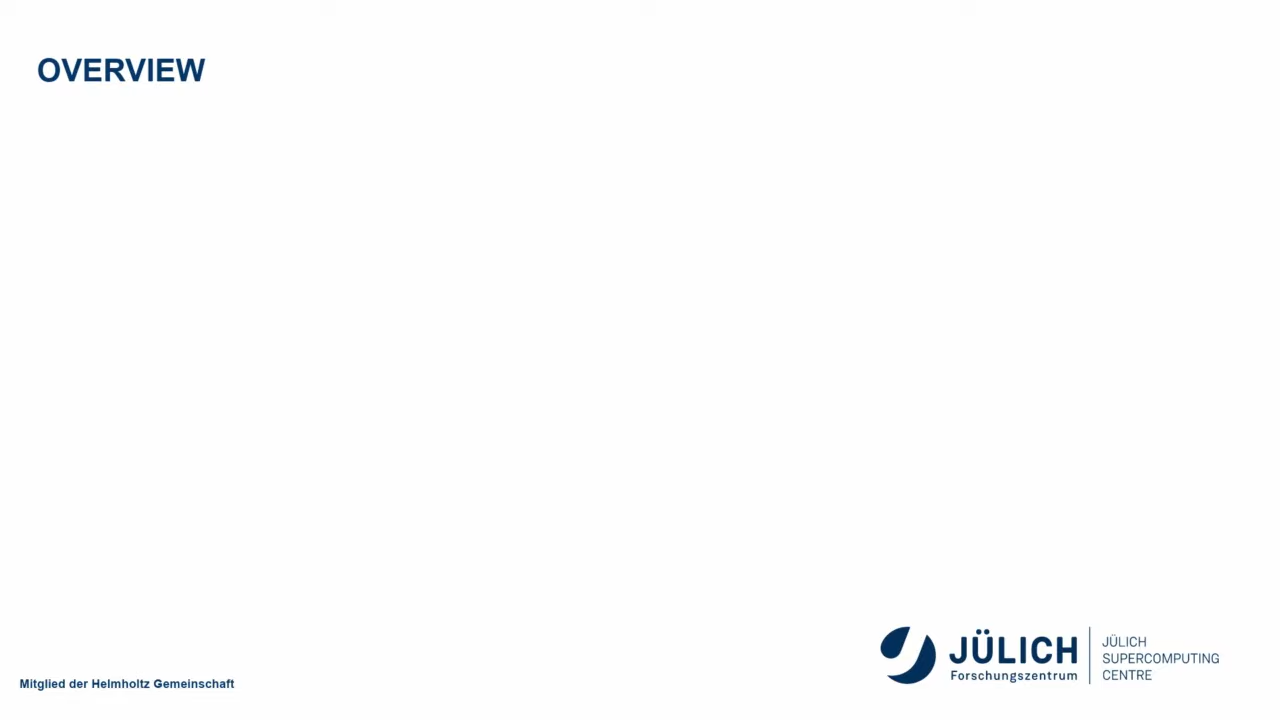 OVERVIEW
JÜLICH
Forschungszentrum
JÜLICH
SUPERCOMPUTING
CENTRE
Mitglied der Helmholtz Gemeinschaft